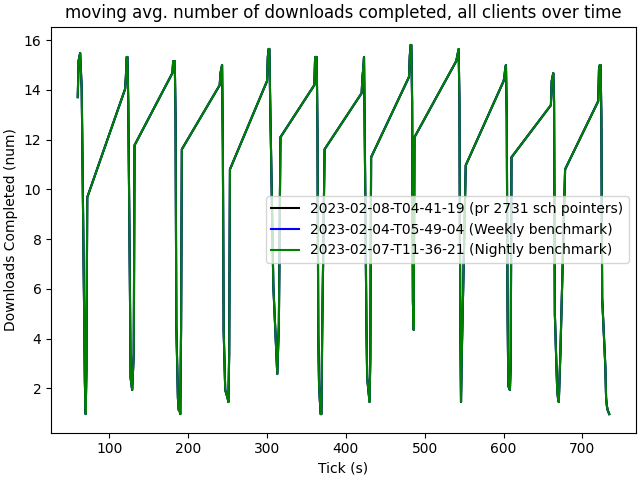 moving avg. number of downloads completed, all clients over time
16
14
12
10
8
6
4
2
Downloads Completed (num)
2023-02-08-T04-41-19 (pr 2731 sch pointers)
2023-02-04-T05-49-04 (Weekly benchmark)
2023-02-07-T11-36-21 (Nightly benchmark)
100 200 300 400 500 600 700
Tick (s)